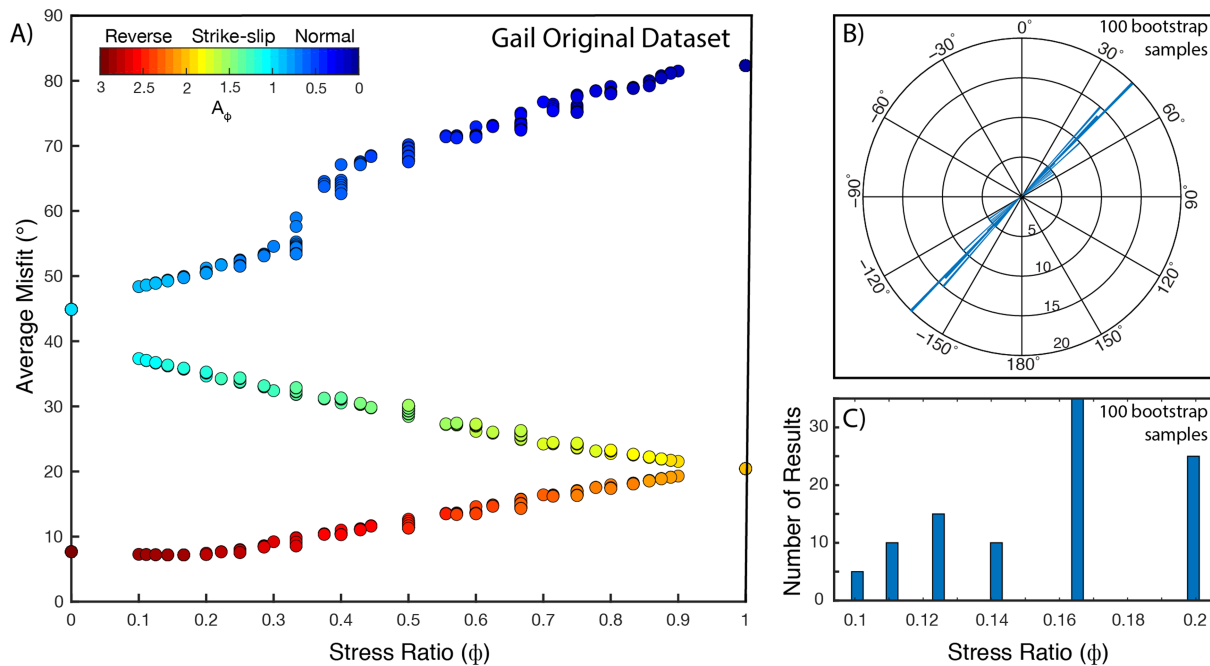 A)
Gail Original Dataset
Reverse Strike-slip Normal
3 2.5 2 1.5 1 0.5 0
Aϕ
Average Misfit (°)
90
80
70
60
50
40
30
20
10
0
0 0.1 0.2 0.3 0.4 0.5 0.6 0.7 0.8 0.9 1
Stress Ratio (ϕ)
B)
100 bootstrap
samples
0°
−30° 30°
−60° 60°
−90° 90°
−120° 120°
−150° 150°
180°
5
10
15
20
C)
100 bootstrap
samples
Number of Results
30
20
10
0
0.1 0.12 0.14 0.16 0.18 0.2
Stress Ratio (ϕ)